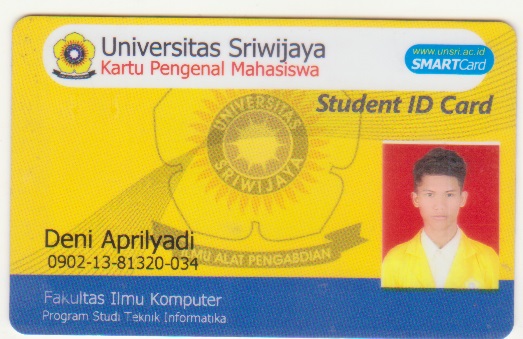 Universitas Sriwijaya
Kartu Pengenal Mahasiswa
www.unsri.ac.id
SMARTCard
Student ID Card
UNIVERSITAS
SRIWIJAYA
ILMU ALAT PENGABDIAN
Deni Aprilyadi
0902-13-81320-034
Fakultas Ilmu Komputer
Program Studi Teknik Informatika